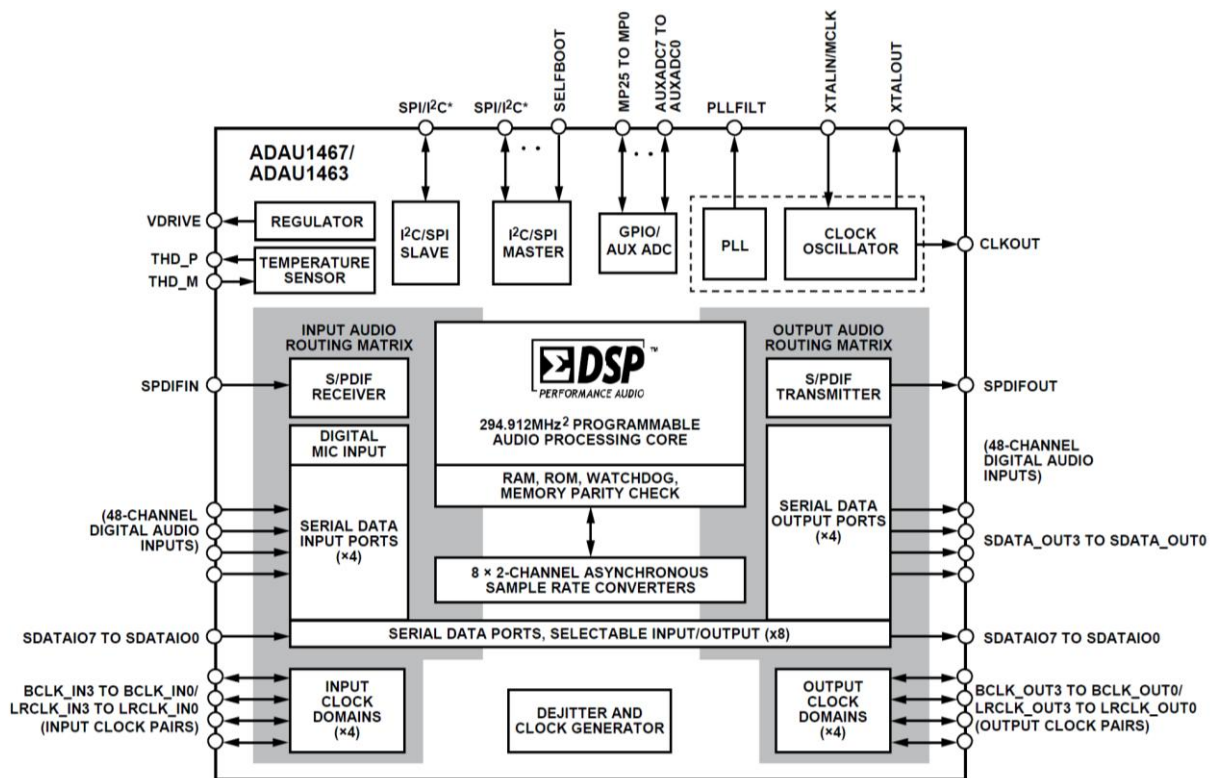 SELFBOOT
MP25 TO MP0
AUXADC7 TO
AUXADC0
XTALIN/MCLK
XTALOUT
SPI/I²C*
SPI/I²C*
PLLFILT
ADAU1467/
ADAU1463
VDRIVE
REGULATOR
THD_P
THD_M
TEMPERATURE
SENSOR
I²C/SPI
SLAVE
I²C/SPI
MASTER
GPIO/
AUX ADC
PLL
CLOCK
OSCILLATOR
CLKOUT
INPUT AUDIO
ROUTING MATRIX
ΣDSP™
PERFORMANCE AUDIO
OUTPUT AUDIO
ROUTING MATRIX
SPDIFIN
S/PDIF
RECEIVER
294.912MHz² PROGRAMMABLE
AUDIO PROCESSING CORE
S/PDIF
TRANSMITTER
SPDIFOUT
DIGITAL
MIC INPUT
RAM, ROM, WATCHDOG,
MEMORY PARITY CHECK
(48-CHANNEL
DIGITAL AUDIO
INPUTS)
(48-CHANNEL
DIGITAL AUDIO
INPUTS)
SERIAL DATA
INPUT PORTS
(×4)
8 × 2-CHANNEL ASYNCHRONOUS
SAMPLE RATE CONVERTERS
SERIAL DATA
OUTPUT PORTS
(×4)
SDATA_OUT3 TO SDATA_OUT0
SDATAIO7 TO SDATAIO0
SERIAL DATA PORTS, SELECTABLE INPUT/OUTPUT (x8)
SDATAIO7 TO SDATAIO0
BCLK_IN3 TO BCLK_IN0/
LRCLK_IN3 TO LRCLK_IN0
(INPUT CLOCK PAIRS)
INPUT
CLOCK
DOMAINS
(×4)
DEJITTER AND
CLOCK GENERATOR
OUTPUT
CLOCK
DOMAINS
(×4)
BCLK_OUT3 TO BCLK_OUT0/
LRCLK_OUT3 TO LRCLK_OUT0
(OUTPUT CLOCK PAIRS)